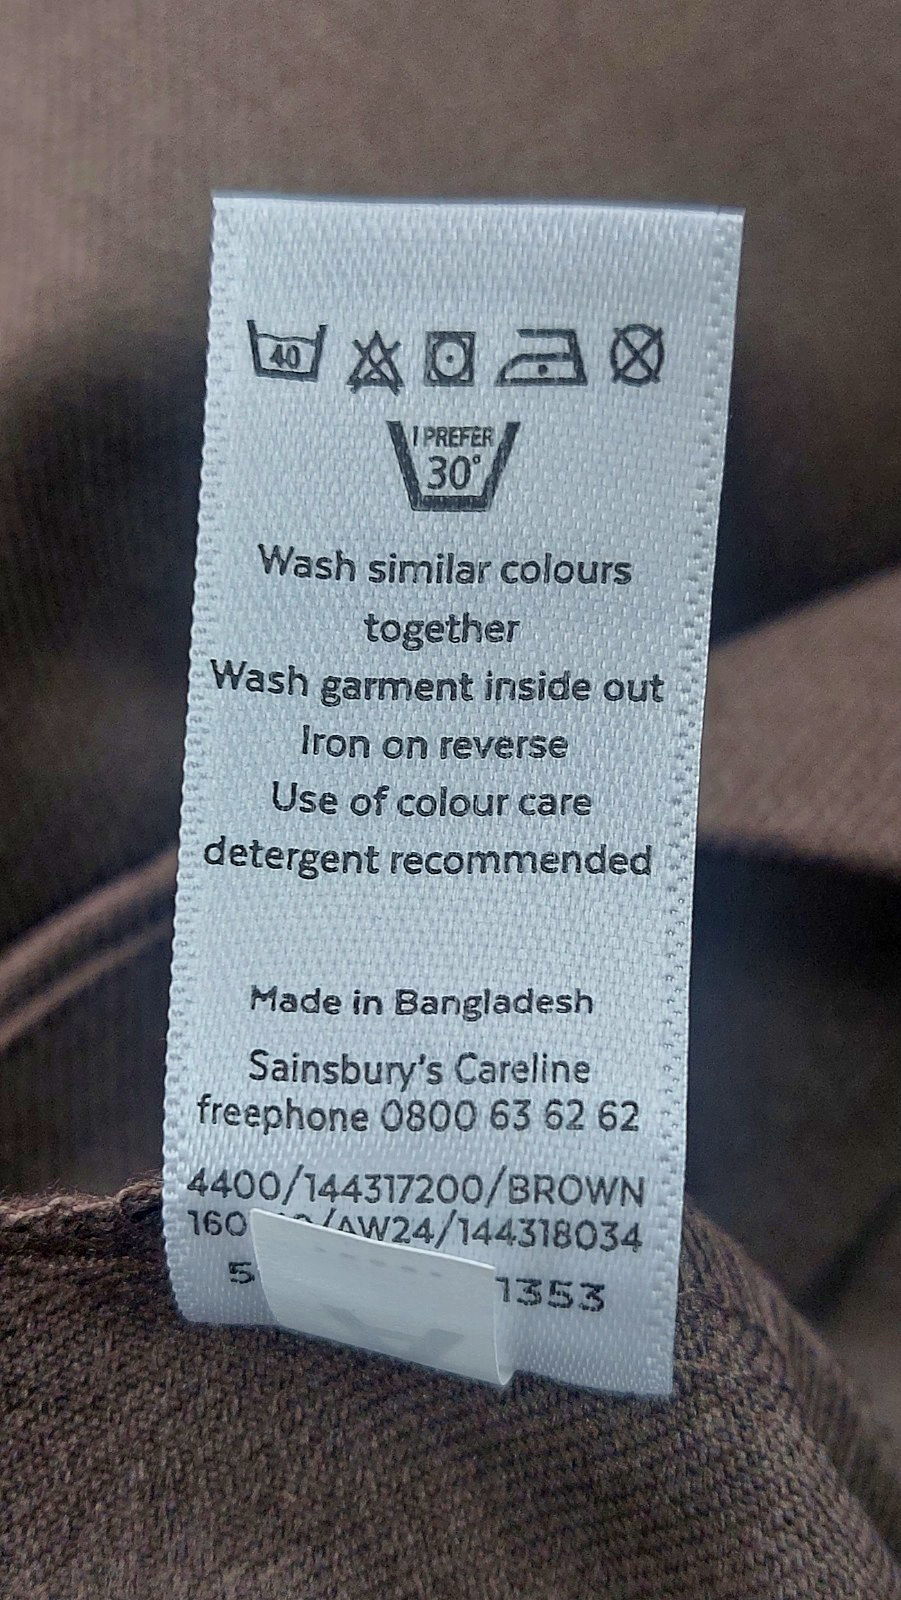 40
I PREFER
30°
Wash similar colours
together
Wash garment inside out
Iron on reverse
Use of colour care
detergent recommended
Made in Bangladesh
Sainsbury's Careline
freephone 0800 63 62 62
4400/144317200/BROWN
/AW24/144318034
1353